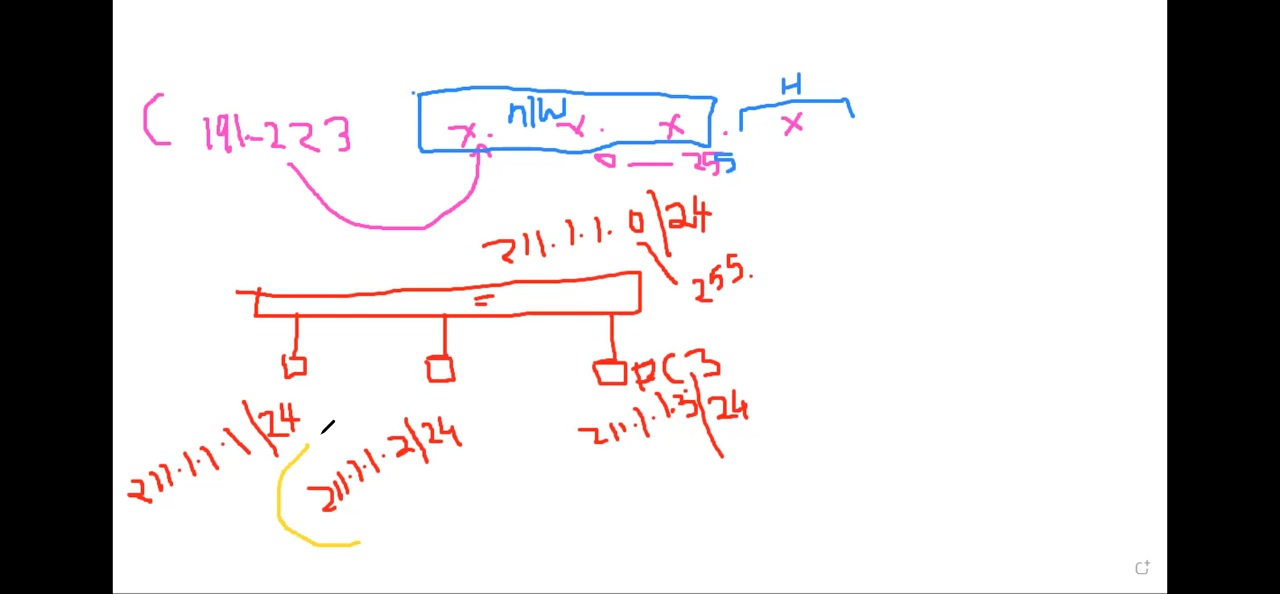 H
C 191-223 n/w x. x. x . x
0 — 255
211.1.1.0/24
255.
=
PC3
211.1.1.1/24 211.1.1.2/24 211.1.1.3/24